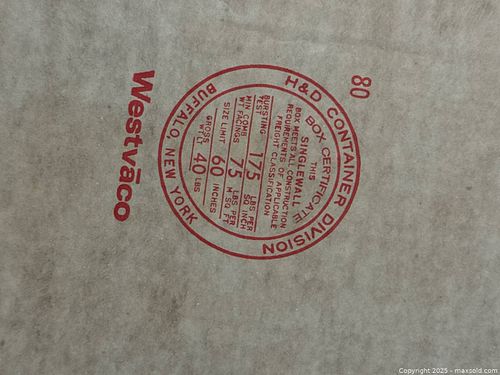 80
H&D CONTAINER DIVISION
BOX CERTIFICATE
THIS
SINGLEWALL
BOX MEETS ALL CONSTRUCTION
REQUIREMENTS OF APPLICABLE
FREIGHT CLASSIFICATION
BURSTING TEST 175 LBS PER SQ INCH
MIN COMB WT FACINGS 75 LBS PER M SQ FT
SIZE LIMIT 60 INCHES
GROSS WT LT 40 LBS
BUFFALO, NEW YORK
Westvāco
Copyright 2025 - maxsold.com